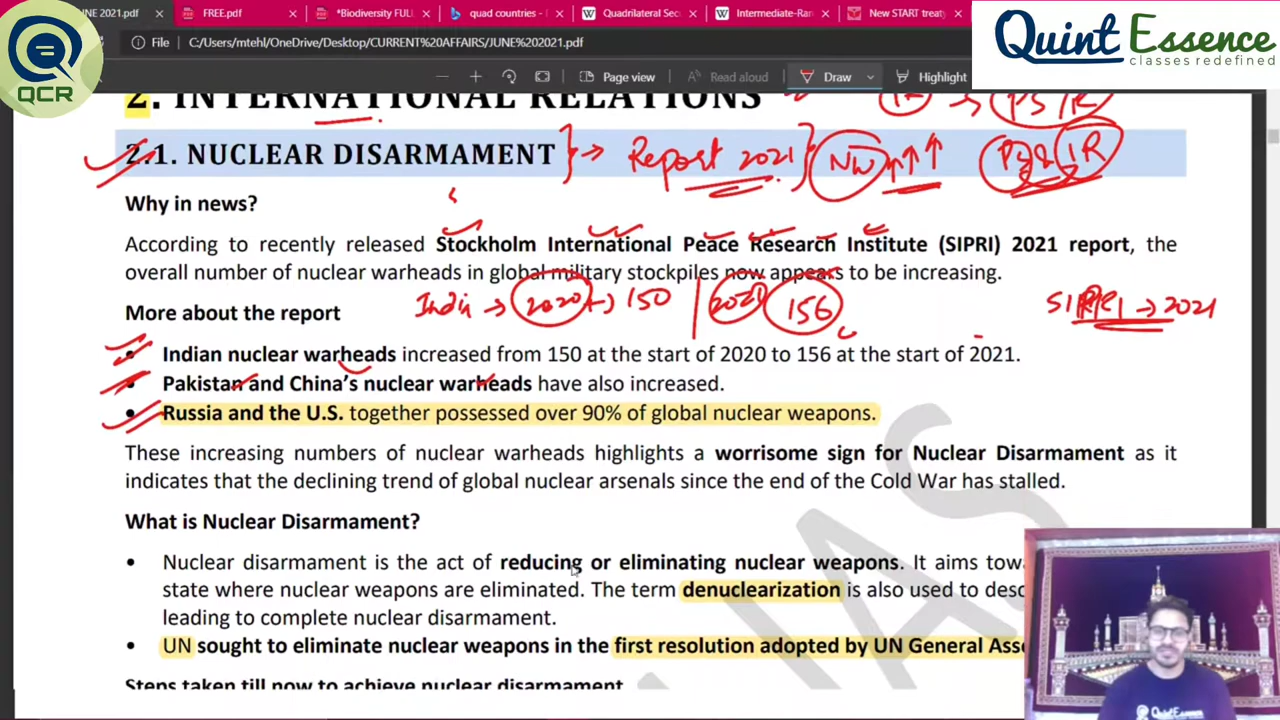 JUNE 2021.pdf
FREE.pdf
*Biodiversity FULL
quad countries -
Quadrilateral Sec
Intermediate-Ran
New START treaty
Quint Essence
classes redefined
QCR
File C:/Users/mtehl/OneDrive/Desktop/CURRENT%20AFFAIRS/JUNE%202021.pdf
Page view
Read aloud
Draw
Highlight
2. INTERNATIONAL RELATIONS
2.1. NUCLEAR DISARMAMENT
Report 2021
NW
IR
Why in news?
According to recently released Stockholm International Peace Research Institute (SIPRI) 2021 report, the
overall number of nuclear warheads in global military stockpiles now appears to be increasing.
India → 2020 → 150 | 2021 156
2021
More about the report
• Indian nuclear warheads increased from 150 at the start of 2020 to 156 at the start of 2021.
• Pakistan and China's nuclear warheads have also increased.
• Russia and the U.S. together possessed over 90% of global nuclear weapons.
These increasing numbers of nuclear warheads highlights a worrisome sign for Nuclear Disarmament as it
indicates that the declining trend of global nuclear arsenals since the end of the Cold War has stalled.
What is Nuclear Disarmament?
• Nuclear disarmament is the act of reducing or eliminating nuclear weapons. It aims
state where nuclear weapons are eliminated. The term denuclearization is also used to
leading to complete nuclear disarmament.
• UN sought to eliminate nuclear weapons in the first resolution adopted by UN General
Steps taken till now to achieve nuclear disarmament